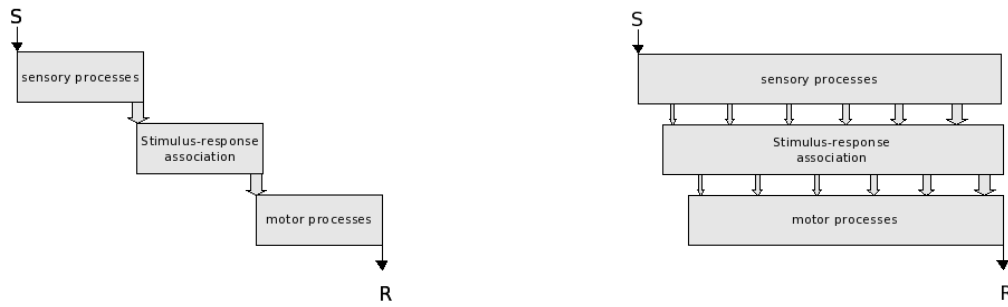 S
sensory processes
Stimulus-response
association
motor processes
R
S
sensory processes
Stimulus-response
association
motor processes
R